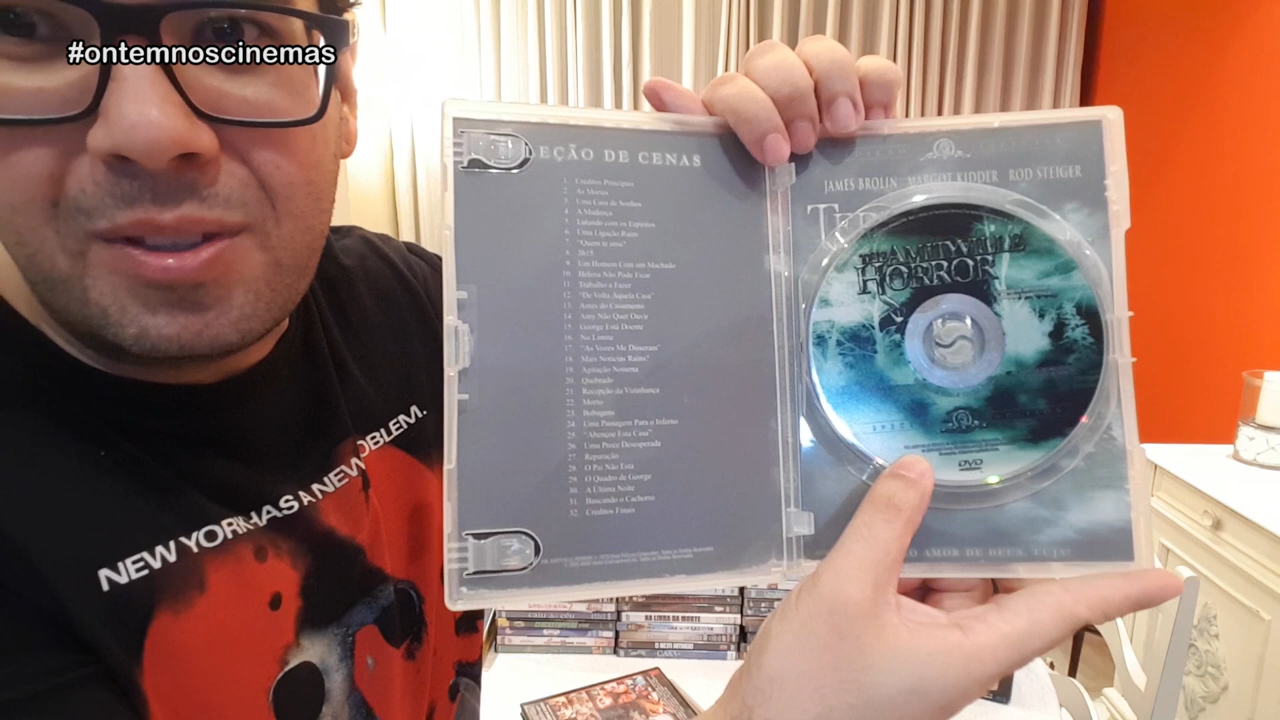 #ontemnoscinemas
NEW YORK HAS A NEW PROBLEM.
LEÇÃO DE CENAS
1. Créditos Principais
2. As Mortes
3. Uma Casa de Sonhos
4. A Mudança
5. Lutando com os Espíritos
6. Uma Ligação Ruim
7. "Quem te ama?
8. 3h15
9. Um Homem Com um Machado
10. Helena Não Pode Ficar
11. Trabalho a Fazer
12. "De Volta Àquela Casa"
13. Antes do Casamento
14. Amy Não Quer Ouvir
15. George Está Doente
16. No Limite
17. "As Vozes Me Disseram"
18. Mais Notícias Ruins?
19. Agitação Noturna
20. Quebrado
21. Recepção da Vizinhança
22. Morto
23. Bobagens
24. Uma Passagem Para o Inferno
25. "Abençoe Esta Casa"
26. Uma Prece Desesperada
27. Reparação
28. O Pai Não Está
29. O Quadro de George
30. A Última Noite
31. Buscando o Cachorro
32. Créditos Finais
JAMES BROLIN MARGOT KIDDER ROD STEIGER
THE AMITYVILLE
HORROR
DVD
O AMOR DE DEUS, FUJA!
NA LINHA DA MORTE
O BEM AMADO